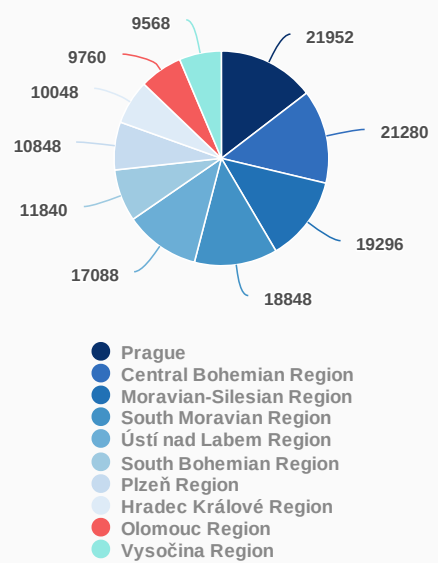 9568
21952
9760
10048
21280
10848
11840
19296
17088
18848
Prague
Central Bohemian Region
Moravian-Silesian Region
South Moravian Region
Ústí nad Labem Region
South Bohemian Region
Plzeň Region
Hradec Králové Region
Olomouc Region
Vysočina Region